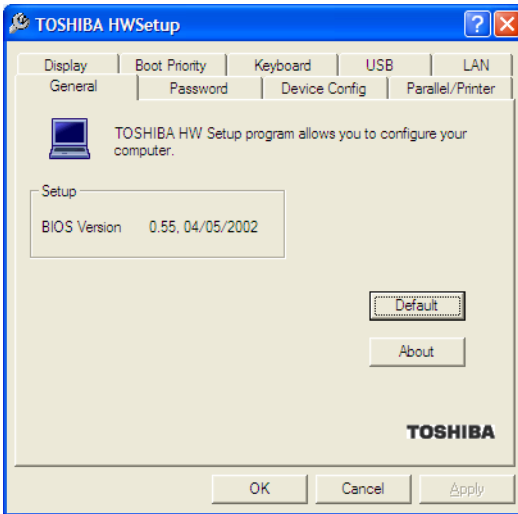 TOSHIBA HWSetup
Display Boot Priority Keyboard USB LAN
General Password Device Config Parallel/Printer
TOSHIBA HW Setup program allows you to configure your
computer.
Setup
BIOS Version 0.55, 04/05/2002
Default
About
TOSHIBA
OK Cancel Apply